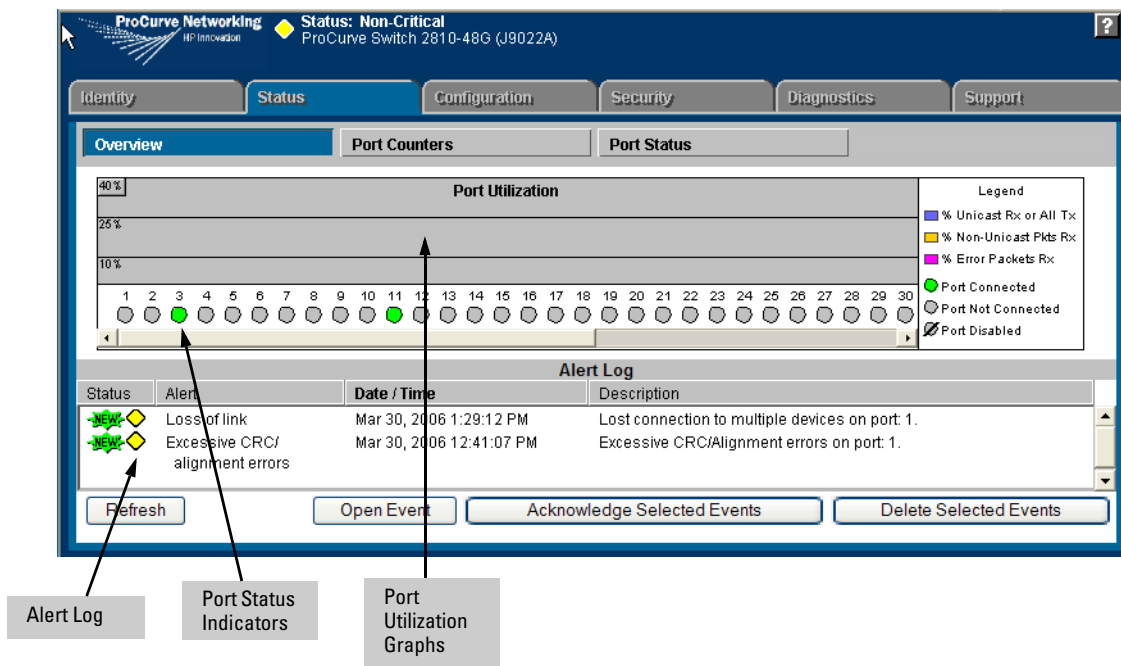 ProCurve Networking
HP Innovation
Status: Non-Critical
ProCurve Switch 2810-48G (J9022A)
?
Identity
Status
Configuration
Security
Diagnostics
Support
Overview
Port Counters
Port Status
40 %
Port Utilization
25 %
10 %
1 2 3 4 5 6 7 8 9 10 11 12 13 14 15 16 17 18 19 20 21 22 23 24 25 26 27 28 29 30
Legend
% Unicast Rx or All Tx
% Non-Unicast Pkts Rx
% Error Packets Rx
Port Connected
Port Not Connected
Port Disabled
Alert Log
Status Alert Date / Time Description
NEW! Loss of link Mar 30, 2006 1:29:12 PM Lost connection to multiple devices on port: 1.
NEW! Excessive CRC/ Mar 30, 2006 12:41:07 PM Excessive CRC/Alignment errors on port: 1.
alignment errors
Refresh
Open Event
Acknowledge Selected Events
Delete Selected Events
Alert Log
Port Status
Indicators
Port
Utilization
Graphs